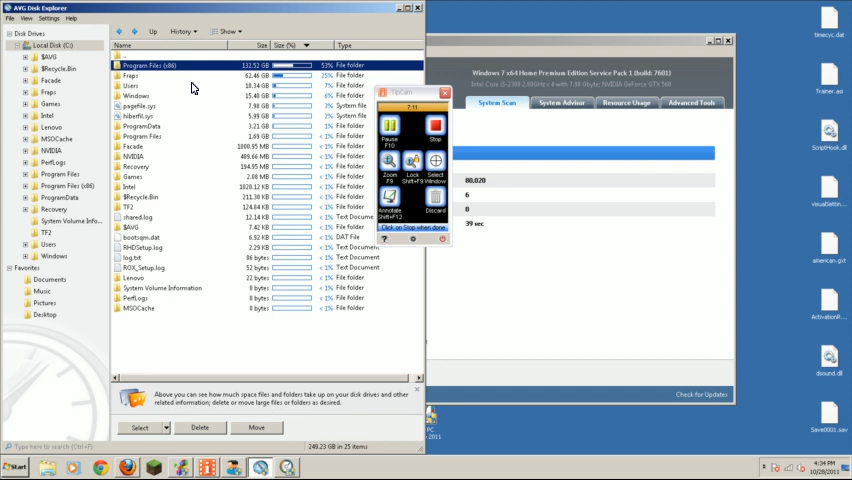 AVG Disk Explorer
File View Settings Help
Disk Drives
Local Disk (C:)
$AVG
$Recycle.Bin
Facade
Fraps
Games
Intel
Lenovo
MSOCache
NVIDIA
PerfLogs
Program Files
Program Files (x86)
ProgramData
Recovery
System Volume Info...
TF2
Users
Windows
Favorites
Documents
Music
Pictures
Desktop
Up History Show
Name Size Size (%) Type
..
Program Files (x86) 132.52 GB 53% File folder
Fraps 62.46 GB 25% File folder
Users 18.34 GB 7% File folder
Windows 15.46 GB 6% File folder
pagefile.sys 7.98 GB 3% System file
hiberfil.sys 5.99 GB 2% System file
ProgramData 3.21 GB 1% File folder
Program Files 1.69 GB < 1% File folder
Facade 1000.95 MB < 1% File folder
NVIDIA 489.66 MB < 1% File folder
Recovery 194.95 MB < 1% File folder
Games 2.08 MB < 1% File folder
Intel 1020.12 KB < 1% File folder
$Recycle.Bin 211.30 KB < 1% File folder
TF2 124.84 KB < 1% File folder
shared.log 12.14 KB < 1% Text Docume
$AVG 7.42 KB < 1% File folder
bootsqm.dat 6.92 KB < 1% DAT File
RHDSetup.log 2.29 KB < 1% Text Document
log.txt 86 bytes < 1% Text Document
ROX_Setup.log 52 bytes < 1% Text Document
Lenovo 22 bytes < 1% File folder
System Volume Information 0 bytes < 1% File folder
PerfLogs 0 bytes < 1% File folder
MSOCache 0 bytes < 1% File folder
Above you can see how much space files and folders take up on your disk drives and other
related information; delete or move large files or folders as desired.
Select Delete Move
Type here to search (Ctrl+F)
249.23 GB in 25 items
TipCam
7:11
Pause
F10
Stop
Zoom
F9
Lock
Shift+F9
Select
Window
Annotate
Shift+F12
Discard
Click on Stop when done
?
Windows 7 x64 Home Premium Edition Service Pack 1 (build: 7601)
System Scan System Advisor Resource Usage Advanced Tools
80,020
6
0
39 sec
Check for Updates
PC
2011
timecyc.dat
Trainer.asi
ScriptHook.dll
visualSettin...
american.gxt
ActivationR...
dsound.dll
Save0001.sav
Start
4:34 PM
10/28/2011